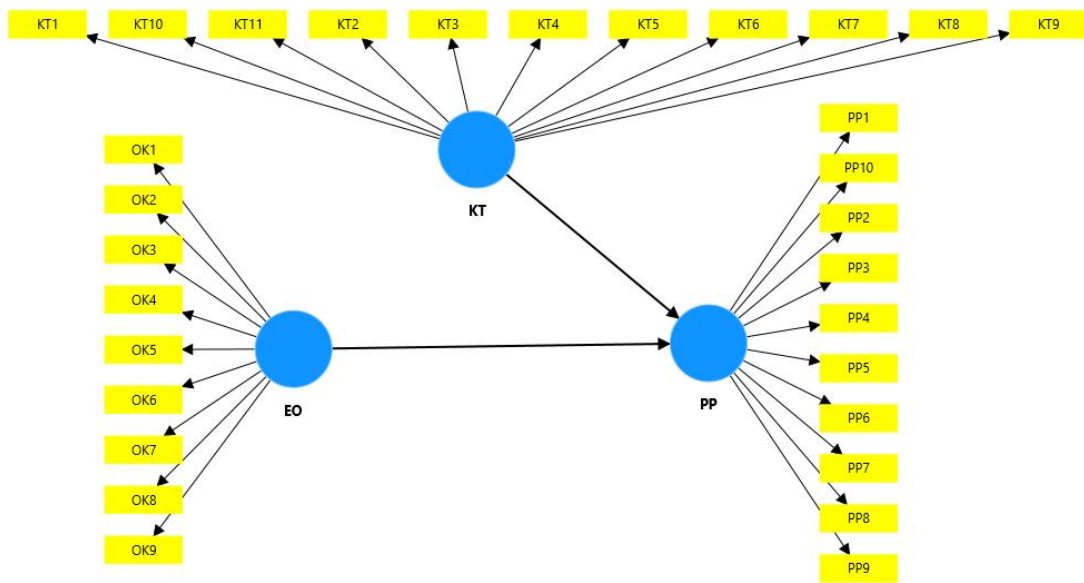 KT1
KT10
KT11
KT2
KT3
KT4
KT5
KT6
KT7
KT8
KT9
KT
OK1
OK2
OK3
OK4
OK5
OK6
OK7
OK8
OK9
EO
PP
PP1
PP10
PP2
PP3
PP4
PP5
PP6
PP7
PP8
PP9